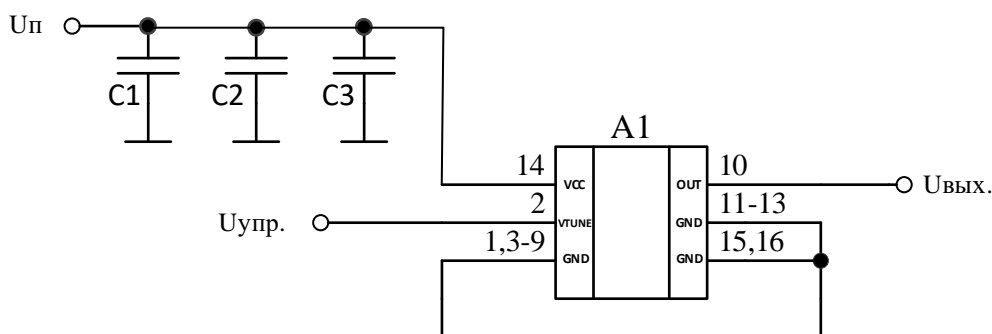 Uп
C1 C2 C3
A1
14 VCC OUT 10
Uвых.
2 VTUNE GND 11-13
Uупр.
1,3-9 GND GND 15,16